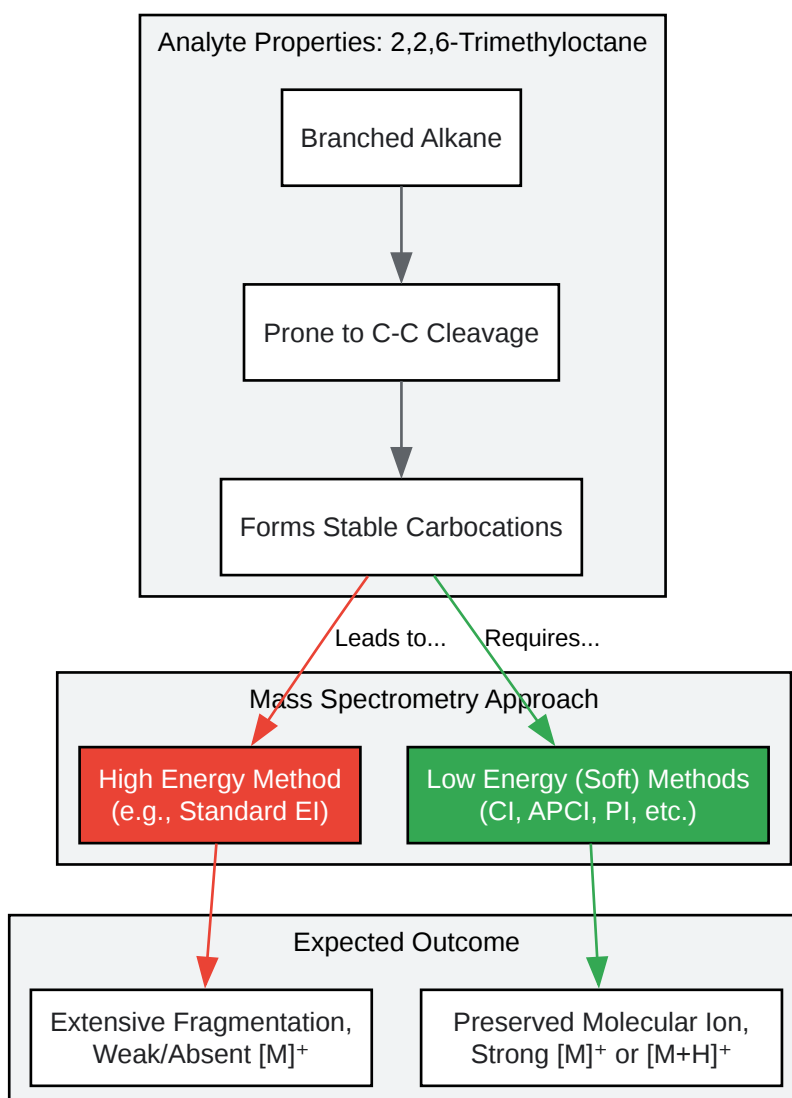 Analyte Properties: 2,2,6-Trimethyloctane
Branched Alkane
Prone to C-C Cleavage
Forms Stable Carbocations
Leads to...
Requires...
Mass Spectrometry Approach
High Energy Method
(e.g., Standard EI)
Low Energy (Soft) Methods
(CI, APCI, PI, etc.)
Expected Outcome
Extensive Fragmentation,
Weak/Absent [M]⁺
Preserved Molecular Ion,
Strong [M]⁺ or [M+H]⁺